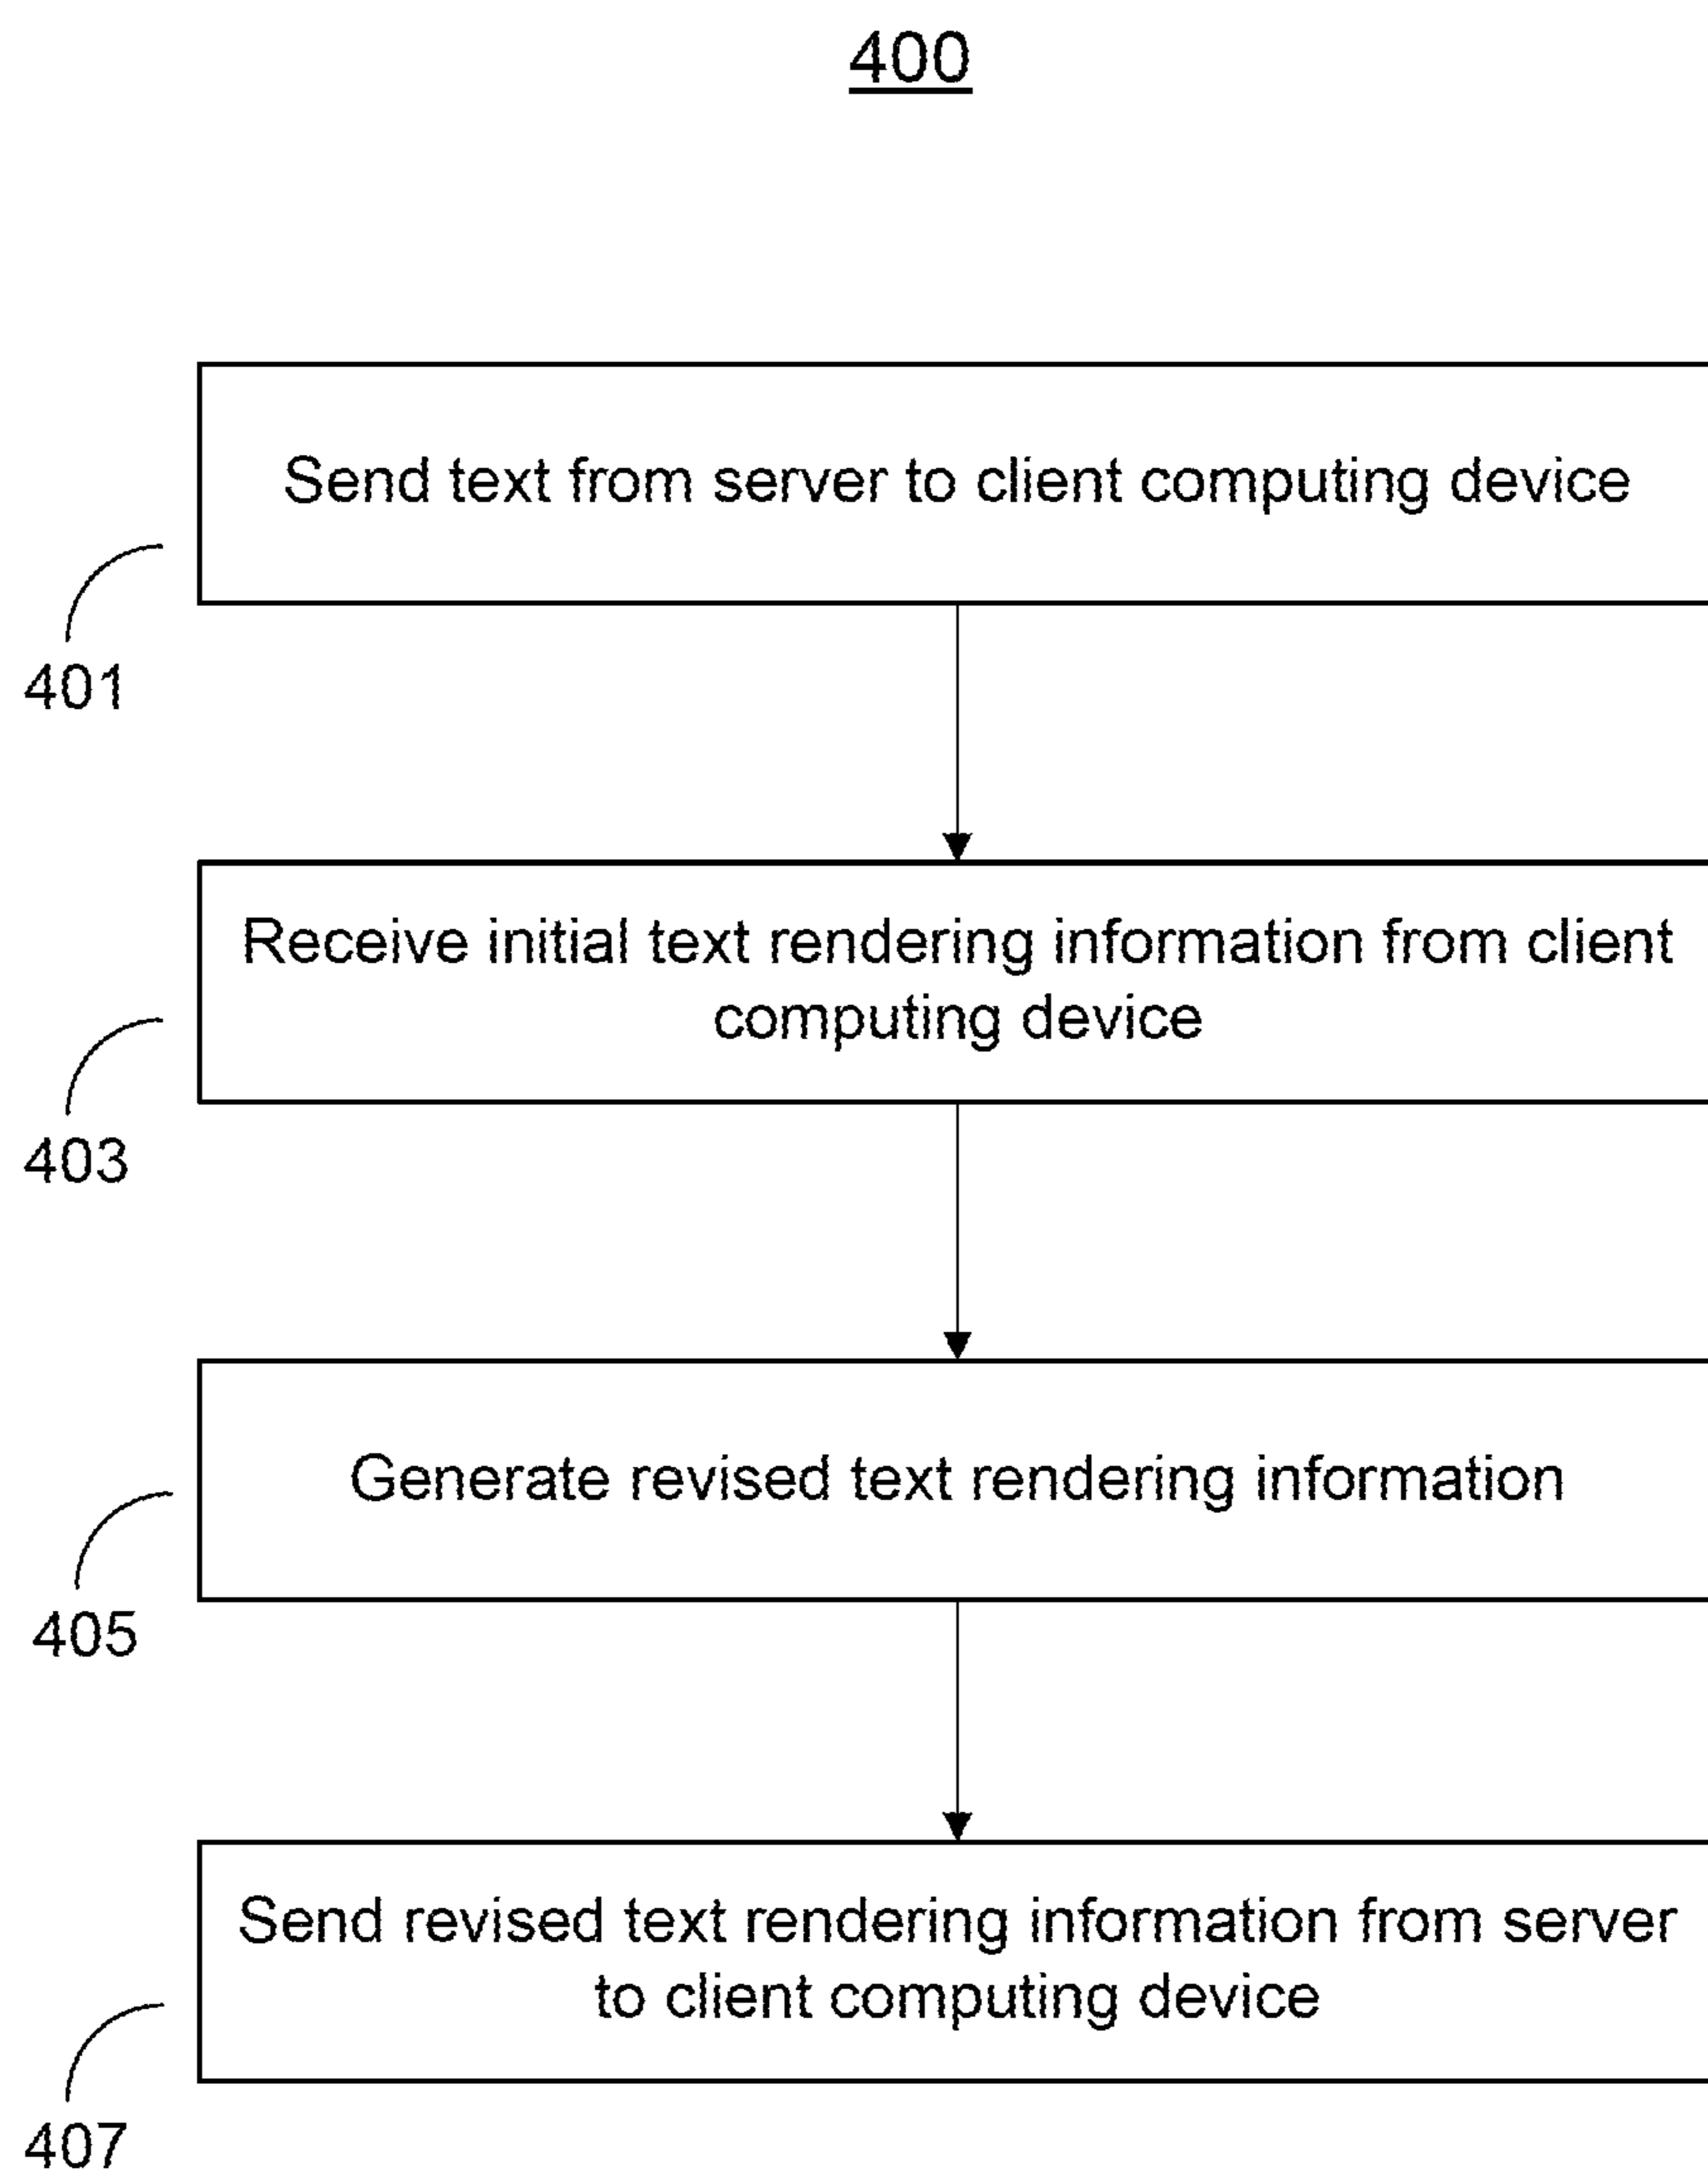 400
Send text from server to client computing device
401
Receive initial text rendering information from client
computing device
403
Generate revised text rendering information
405
Send revised text rendering information from server
to client computing device
407